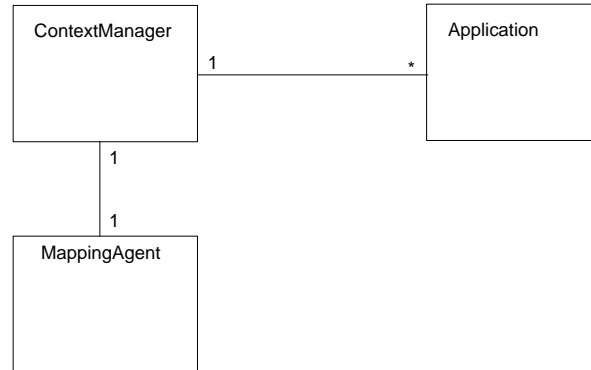 ContextManager
Application
1
*
1
1
MappingAgent